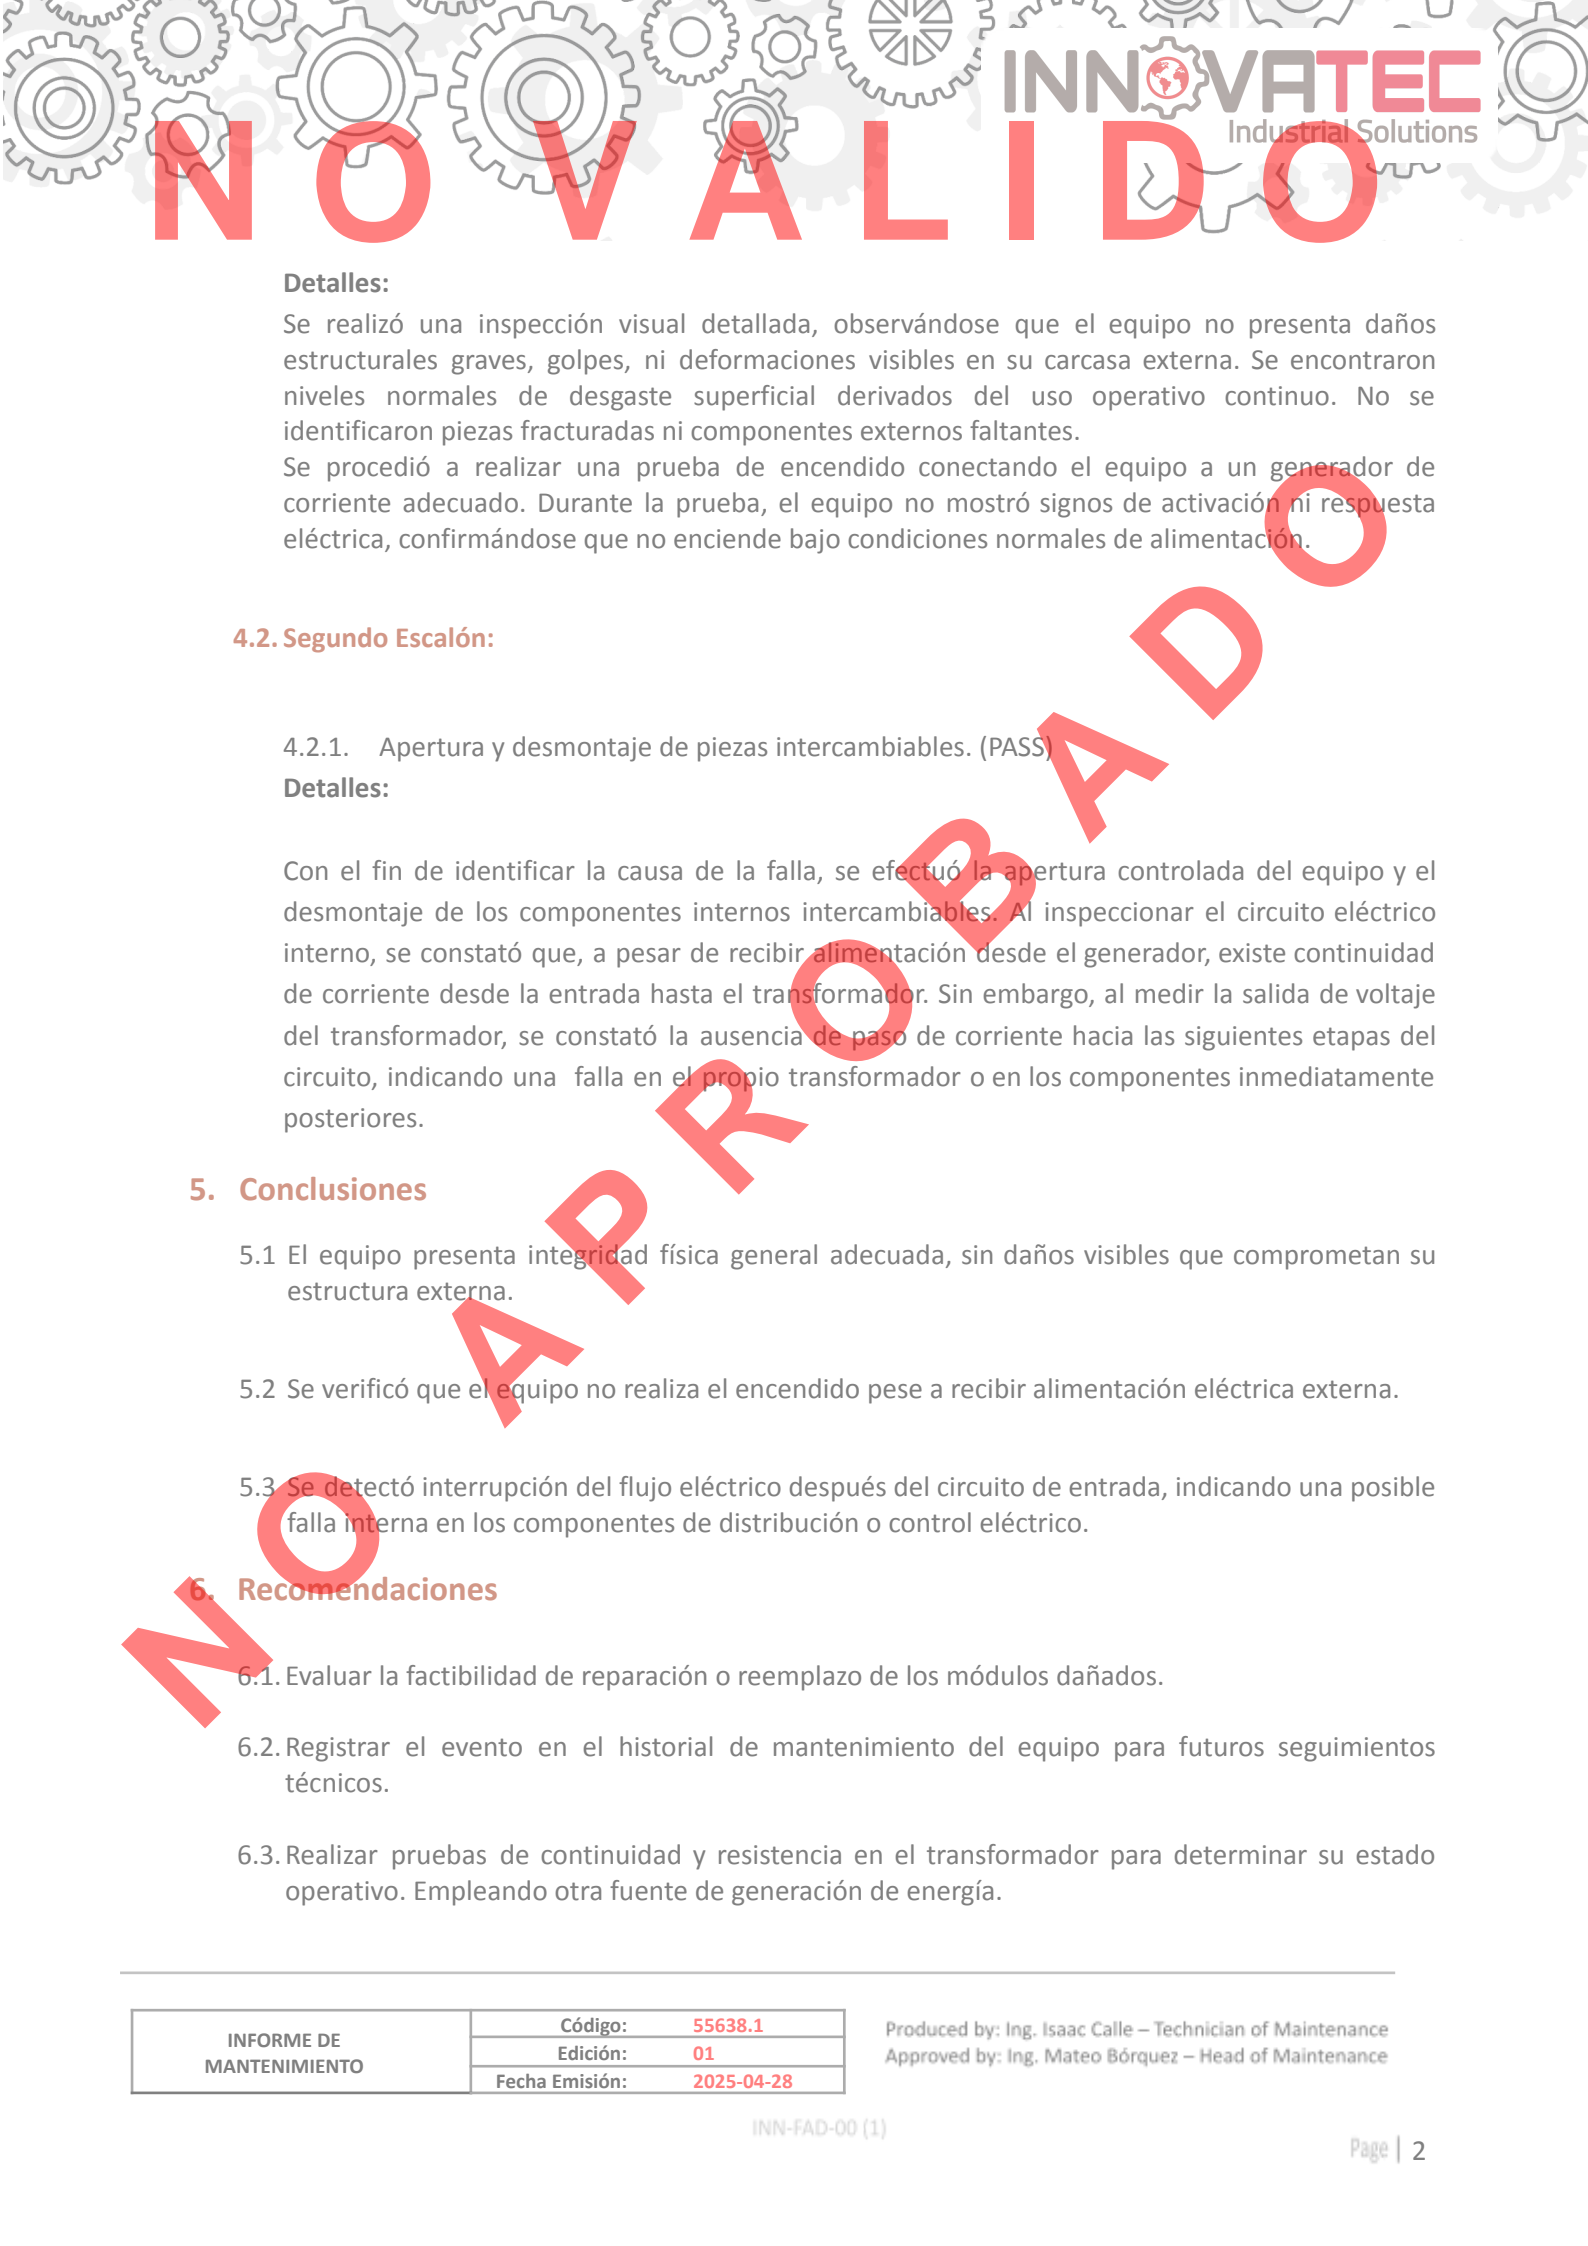 INNOVATEC
Industrial Solutions
NO VALIDO
Detalles:
Se realizó una inspección visual detallada, observándose que el equipo no presenta daños
estructurales graves, golpes, ni deformaciones visibles en su carcasa externa. Se encontraron
niveles normales de desgaste superficial derivados del uso operativo continuo. No se
identificaron piezas fracturadas ni componentes externos faltantes.
Se procedió a realizar una prueba de encendido conectando el equipo a un generador de
corriente adecuado. Durante la prueba, el equipo no mostró signos de activación ni respuesta
eléctrica, confirmándose que no enciende bajo condiciones normales de alimentación.
4.2. Segundo Escalón:
4.2.1. Apertura y desmontaje de piezas intercambiables. (PASS)
Detalles:
Con el fin de identificar la causa de la falla, se efectuó la apertura controlada del equipo y el
desmontaje de los componentes internos intercambiables. Al inspeccionar el circuito eléctrico
interno, se constató que, a pesar de recibir alimentación desde el generador, existe continuidad
de corriente desde la entrada hasta el transformador. Sin embargo, al medir la salida de voltaje
del transformador, se constató la ausencia de paso de corriente hacia las siguientes etapas del
circuito, indicando una falla en el propio transformador o en los componentes inmediatamente
posteriores.
5. Conclusiones
5.1 El equipo presenta integridad física general adecuada, sin daños visibles que comprometan su
estructura externa.
5.2 Se verificó que el equipo no realiza el encendido pese a recibir alimentación eléctrica externa.
5.3 Se detectó interrupción del flujo eléctrico después del circuito de entrada, indicando una posible
falla interna en los componentes de distribución o control eléctrico.
6. Recomendaciones
6.1. Evaluar la factibilidad de reparación o reemplazo de los módulos dañados.
6.2. Registrar el evento en el historial de mantenimiento del equipo para futuros seguimientos
técnicos.
6.3. Realizar pruebas de continuidad y resistencia en el transformador para determinar su estado
operativo. Empleando otra fuente de generación de energía.
NO APROBADO
INFORME DE
MANTENIMIENTO
Código: 55638.1
Edición: 01
Fecha Emisión: 2025-04-28
Produced by: Ing. Isaac Calle – Technician of Maintenance
Approved by: Ing. Mateo Bórquez – Head of Maintenance
INN-FAD-00 (1)
Page | 2